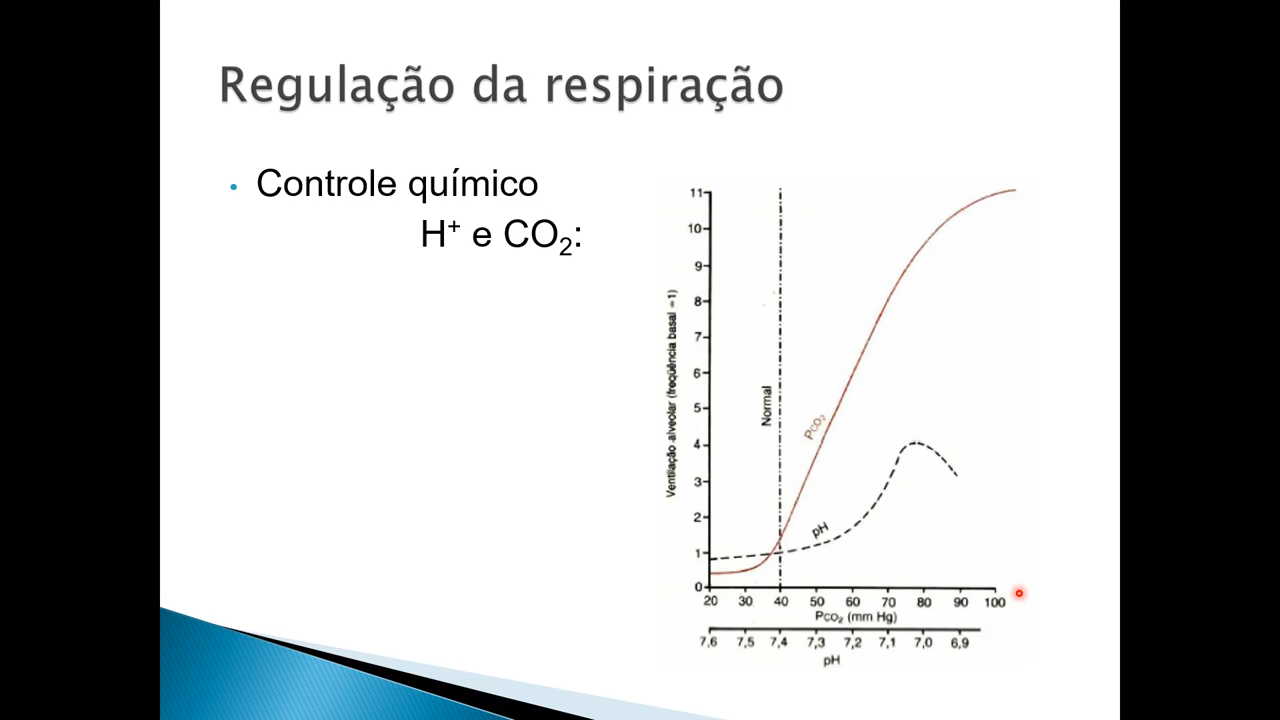 Regulação da respiração
• Controle químico
H⁺ e CO₂:
Ventilação alveolar (freqüência basal = 1)
11
10
9
8
7
6
5
4
3
2
1
0
Normal
Pco₂
pH
20 30 40 50 60 70 80 90 100
Pco₂ (mm Hg)
7,6 7,5 7,4 7,3 7,2 7,1 7,0 6,9
pH